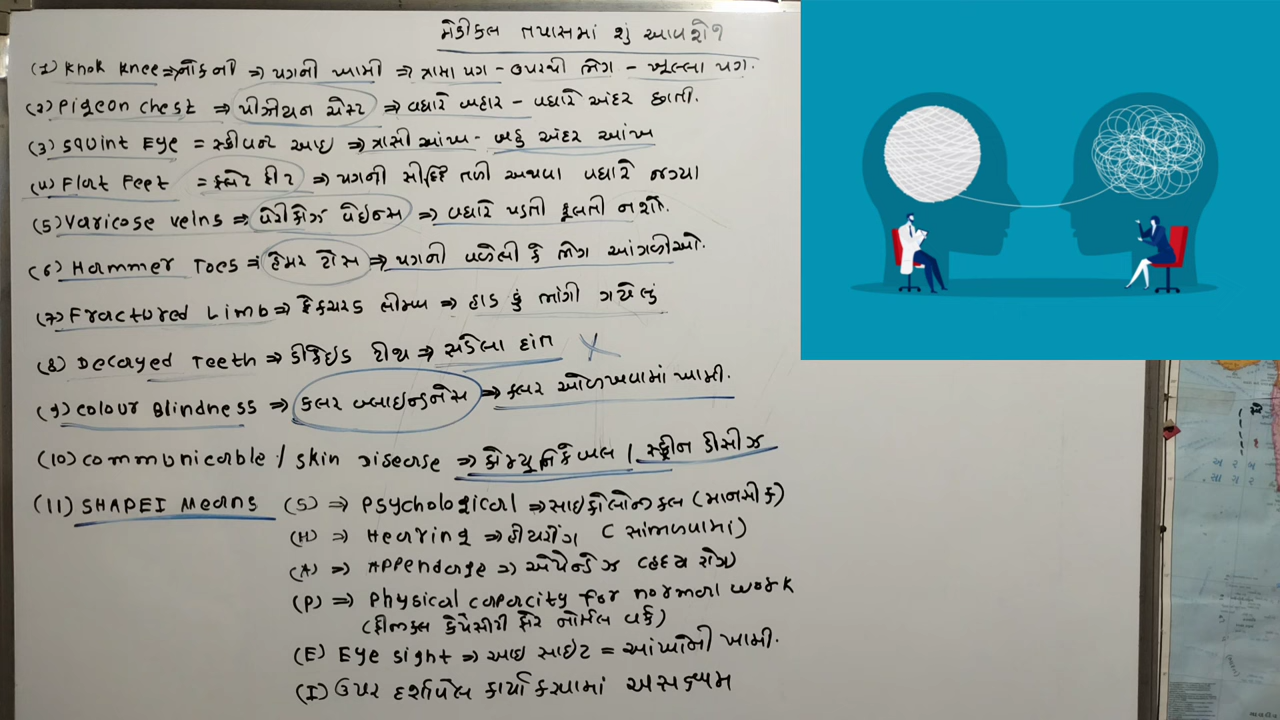 મેડીકલ તપાસમાં શું આવશે?
(1) Knok Knee ⇒ નોકની ⇒ પગની ખામી ⇒ ત્રાસા પગ - ઉપરથી ભેગ - ખૂલ્લા પગ.
(2) Pigeon chest ⇒ પીઝીયન ચેસ્ટ ⇒ વધારે બહાર - વધારે અંદર છાતી.
(3) Squint Eye = સ્કીવન્ટ આઇ ⇒ ત્રાસી આંખ - બહુ અંદર આંખ
(4) Flat Feet = ફ્લેટ ફીટ ⇒ પગની સીધી તળી અથવા વધારે જગ્યા
(5) Varicose veins ⇒ વેરીકોઝ વેઇન્સ ⇒ વધારે પડતી ફૂલતી નશો.
(6) Hammer Toes = હેમર ટોસ ⇒ પગની વળેલી કે ભેગ આંગળીઓ.
(7) Fractured Limb ⇒ ફ્રેકચરડ લીમ્બ ⇒ હાડકું ભાંગી ગયેલું
(8) Decayed Teeth ⇒ ડીકેઇડ ટીથ ⇒ સડેલા દાંત X
(9) colour Blindness ⇒ કલર બ્લાઇન્ડનેસ ⇒ કલર ઓળખવામાં ખામી.
(10) communicable / skin disease ⇒ કોમ્યુનિકેબલ / સ્કીન ડીસીઝ
(11) SHAPEI Means (S) ⇒ Psychological ⇒ સાઇકોલોજીકલ (માનસીક)
(H) ⇒ Hearring ⇒ હીયરીંગ (સાંભળવામાં)
(A) ⇒ Appendage ⇒ એપેન્ડેઝ (હૃદય રોગ)
(P) ⇒ Physical capacity for normal work
(ફીઝીકલ કેપેસીટી ફોર નોર્મલ વર્ક)
(E) Eye sight ⇒ આઇ સાઇટ = આંખોની ખામી.
(I) ઉપર દર્શાવેલ કાર્યો કરવામાં અસક્ષમ
અરબ
સાગર